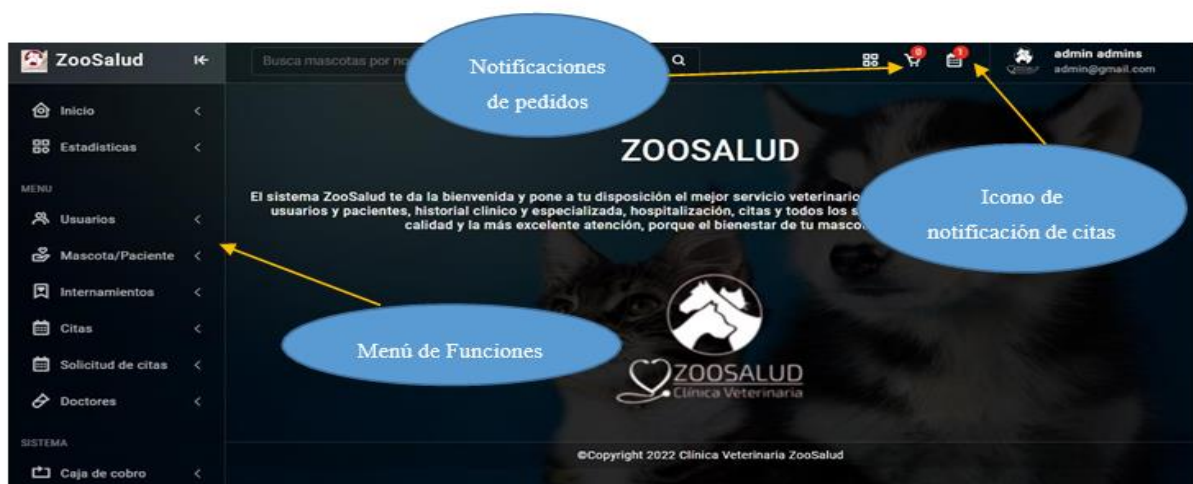 ZooSalud
Busca mascotas por no
admin admins
admin@gmail.com
Notificaciones
de pedidos
0
1
Inicio
Estadisticas
MENU
Usuarios
Mascota/Paciente
Internamientos
Citas
Solicitud de citas
Doctores
SISTEMA
Caja de cobro
ZOOSALUD
El sistema ZooSalud te da la bienvenida y pone a tu disposición el mejor servicio veterinario
usuarios y pacientes, historial clinico y especializada, hospitalización, citas y todos los s
calidad y la más excelente atención, porque el bienestar de tu masco
Icono de
notificación de citas
Menú de Funciones
ZOOSALUD
Clínica Veterinaria
©Copyright 2022 Clínica Veterinaria ZooSalud